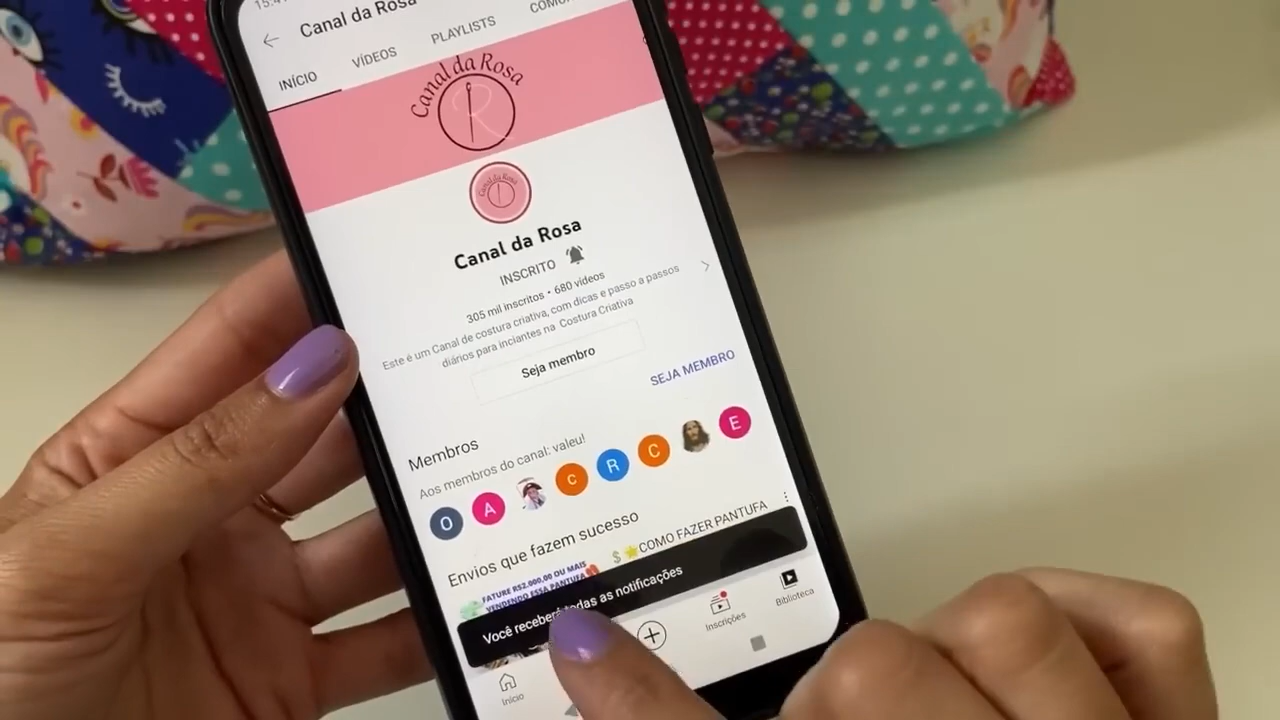 15:41
Canal da Rosa
INÍCIO
VÍDEOS
PLAYLISTS
Canal da Rosa
R
Canal da Rosa
Canal da Rosa
INSCRITO
305 mil inscritos • 680 vídeos
Este é um Canal de costura criativa, com dicas e passo a passos
diários para inciantes na Costura Criativa
Seja membro
SEJA MEMBRO
Membros
Aos membros do canal: valeu!
O A C R C E
Envios que fazem sucesso
FATURE R$2.000,00 OU MAIS
VENDENDO ESSA PANTUFA
$ COMO FAZER PANTUFA
Você receberá todas as notificações
Início
Inscrições
Biblioteca